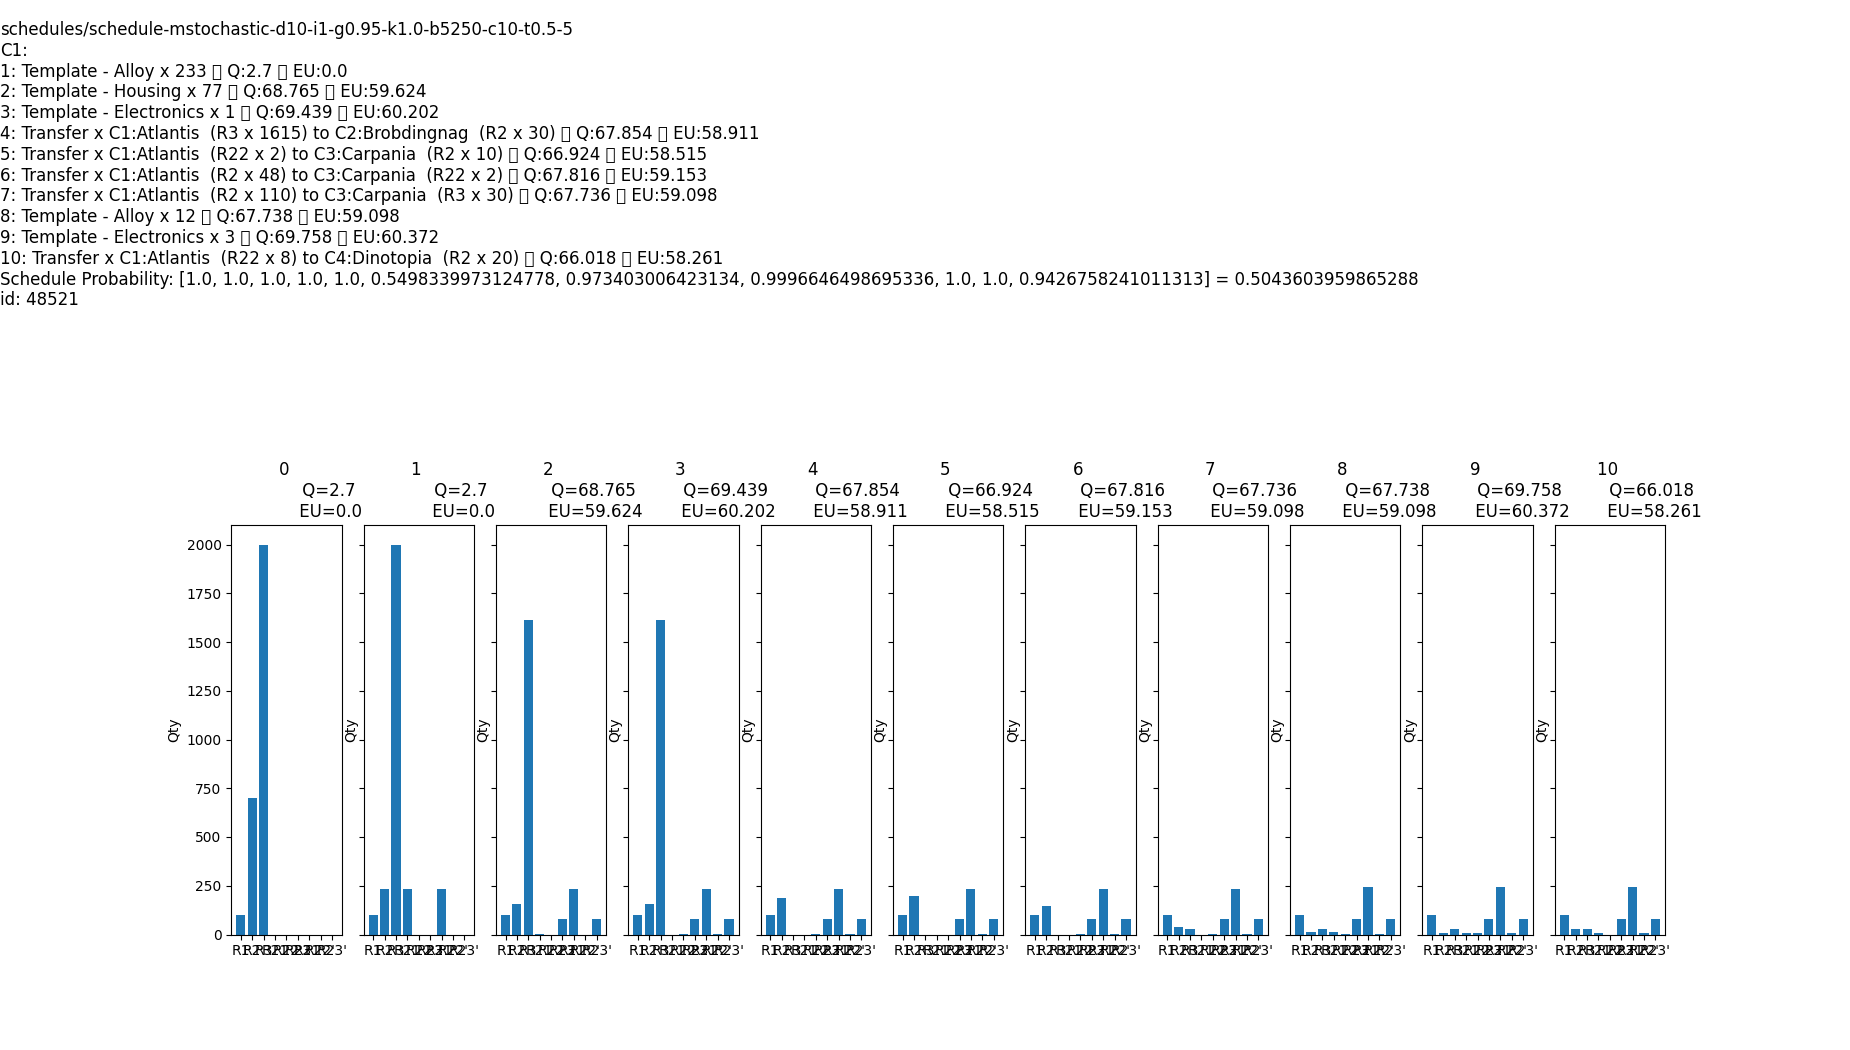 schedules/schedule-mstochastic-d10-i1-g0.95-k1.0-b5250-c10-t0.5-5
C1:
1: Template - Alloy x 233 ▯ Q:2.7 ▯ EU:0.0
2: Template - Housing x 77 ▯ Q:68.765 ▯ EU:59.624
3: Template - Electronics x 1 ▯ Q:69.439 ▯ EU:60.202
4: Transfer x C1:Atlantis  (R3 x 1615) to C2:Brobdingnag  (R2 x 30) ▯ Q:67.854 ▯ EU:58.911
5: Transfer x C1:Atlantis  (R22 x 2) to C3:Carpania  (R2 x 10) ▯ Q:66.924 ▯ EU:58.515
6: Transfer x C1:Atlantis  (R2 x 48) to C3:Carpania  (R22 x 2) ▯ Q:67.816 ▯ EU:59.153
7: Transfer x C1:Atlantis  (R2 x 110) to C3:Carpania  (R3 x 30) ▯ Q:67.736 ▯ EU:59.098
8: Template - Alloy x 12 ▯ Q:67.738 ▯ EU:59.098
9: Template - Electronics x 3 ▯ Q:69.758 ▯ EU:60.372
10: Transfer x C1:Atlantis  (R22 x 8) to C4:Dinotopia  (R2 x 20) ▯ Q:66.018 ▯ EU:58.261
Schedule Probability: [1.0, 1.0, 1.0, 1.0, 1.0, 0.5498339973124778, 0.973403006423134, 0.9996646498695336, 1.0, 1.0, 0.9426758241011313] = 0.5043603959865288
id: 48521
0 1 2 3 4 5 6 7 8 9 10
Q=2.7 Q=2.7 Q=68.765 Q=69.439 Q=67.854 Q=66.924 Q=67.816 Q=67.736 Q=67.738 Q=69.758 Q=66.018
EU=0.0 EU=0.0 EU=59.624 EU=60.202 EU=58.911 EU=58.515 EU=59.153 EU=59.098 EU=59.098 EU=60.372 EU=58.261
2000
1750
1500
1250
1000
750
500
250
0
Qty Qty Qty Qty Qty Qty Qty Qty Qty Qty Qty